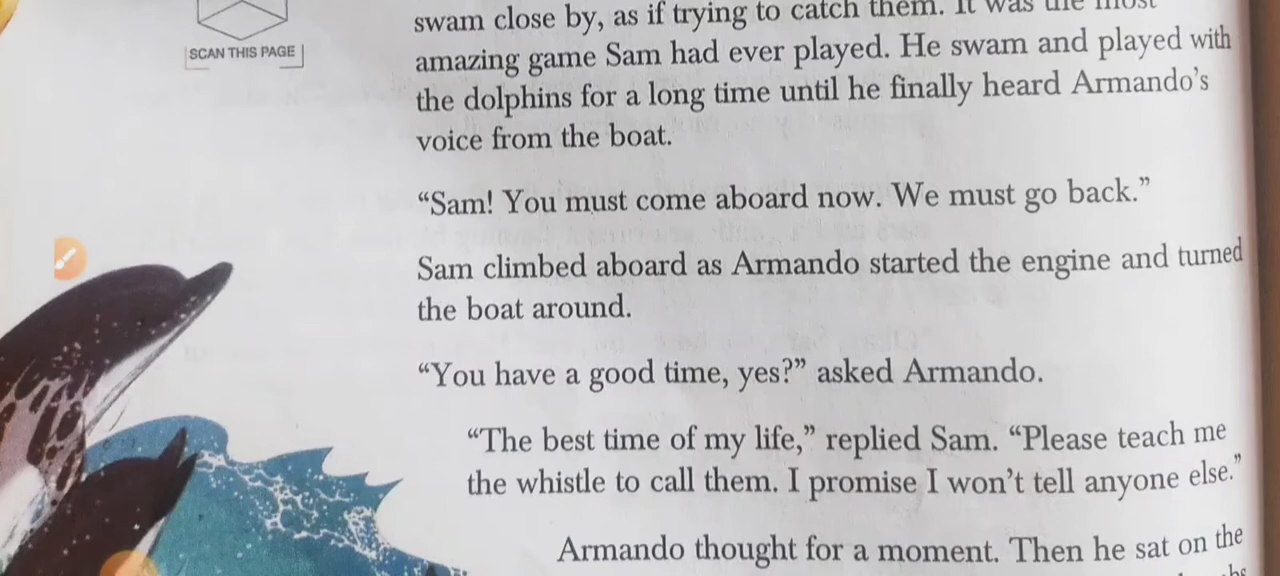 SCAN THIS PAGE
swam close by, as if trying to catch them. It was the most
amazing game Sam had ever played. He swam and played with
the dolphins for a long time until he finally heard Armando's
voice from the boat.
“Sam! You must come aboard now. We must go back.”
Sam climbed aboard as Armando started the engine and turned
the boat around.
“You have a good time, yes?” asked Armando.
“The best time of my life,” replied Sam. “Please teach me
the whistle to call them. I promise I won't tell anyone else.”
Armando thought for a moment. Then he sat on the